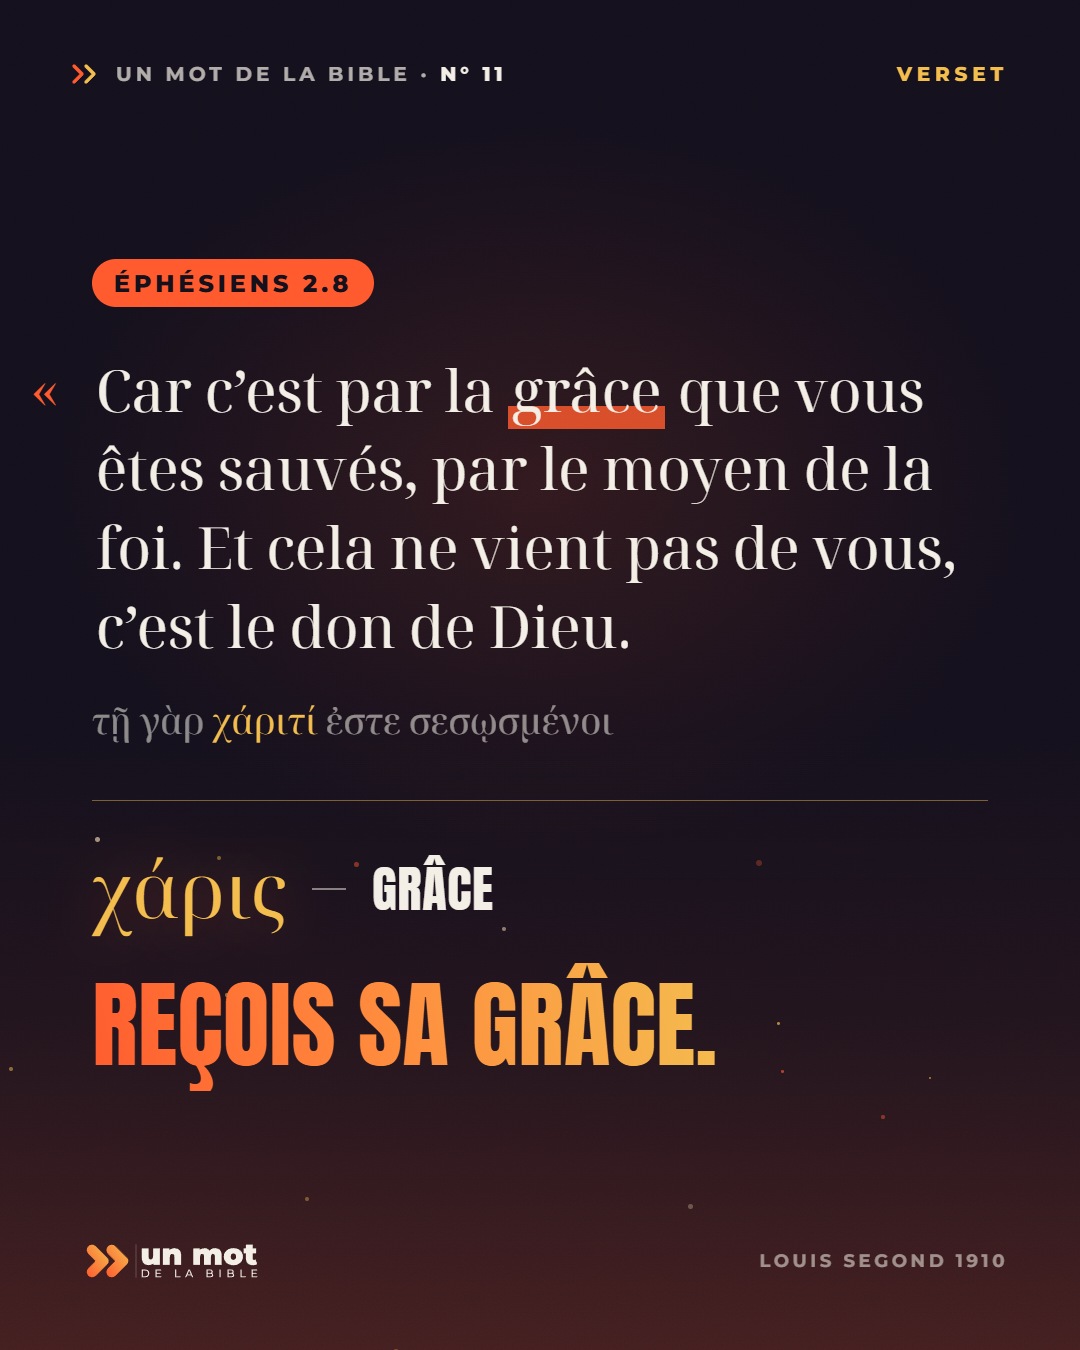 UN MOT DE LA BIBLE · N° 11
VERSET
ÉPHÉSIENS 2.8
« Car c’est par la grâce que vous
êtes sauvés, par le moyen de la
foi. Et cela ne vient pas de vous,
c’est le don de Dieu.
τῇ γὰρ χάριτί ἐστε σεσῳσμένοι
χάρις — GRÂCE
REÇOIS SA GRÂCE.
un mot
DE LA BIBLE
LOUIS SEGOND 1910